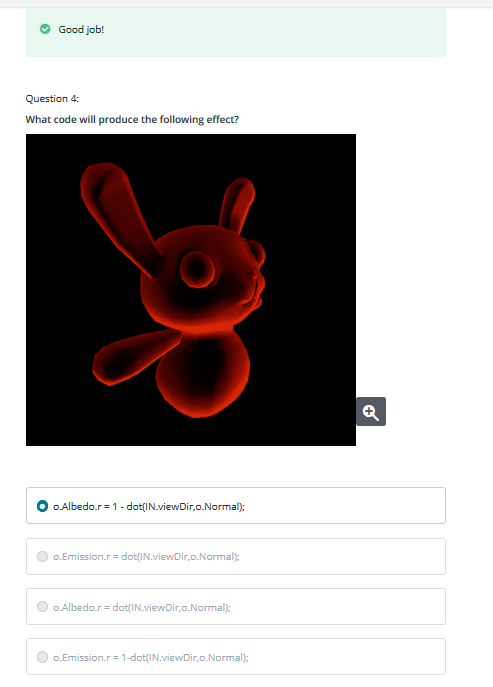 Good job!
Question 4:
What code will produce the following effect?
o.Albedo.r = 1 - dot(IN.viewDir,o.Normal);
o.Emission.r = dot(IN.viewDir,o.Normal);
o.Albedo.r = dot(IN.viewDir,o.Normal);
o.Emission.r = 1-dot(IN.viewDir,o.Normal);